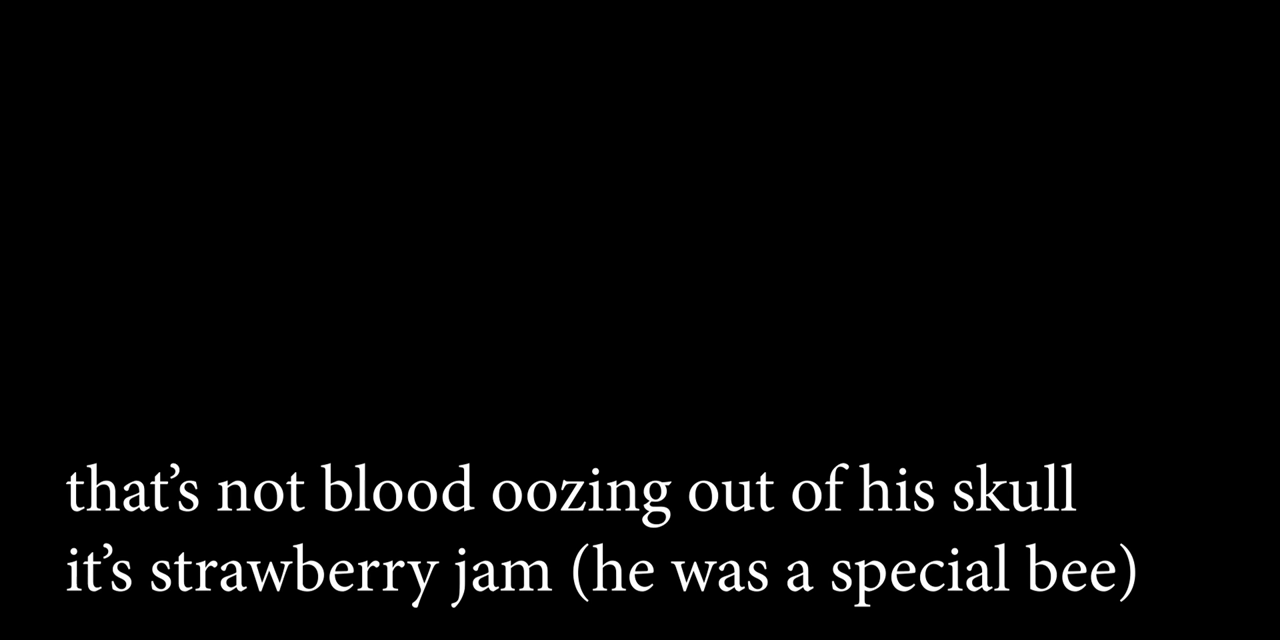 that’s not blood oozing out of his skull
it’s strawberry jam (he was a special bee)